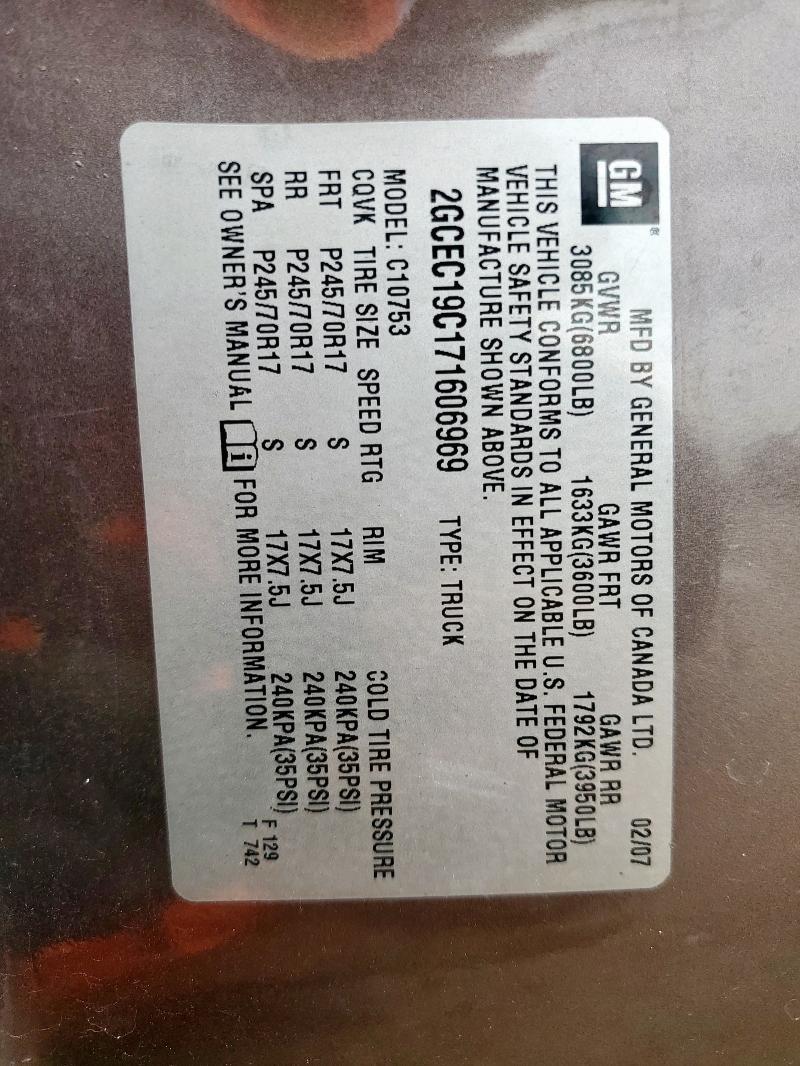 GM®
MFD BY GENERAL MOTORS OF CANADA LTD. 02/07
GVWR GAWR FRT GAWR RR
3085KG(6800LB) 1633KG(3600LB) 1792KG(3950LB)
THIS VEHICLE CONFORMS TO ALL APPLICABLE U.S. FEDERAL MOTOR
VEHICLE SAFETY STANDARDS IN EFFECT ON THE DATE OF
MANUFACTURE SHOWN ABOVE.
2GCEC19C171606969 TYPE: TRUCK
MODEL: C10753
CQVK TIRE SIZE SPEED RTG RIM COLD TIRE PRESSURE
FRT P245/70R17 S 17X7.5J 240KPA(35PSI)
RR P245/70R17 S 17X7.5J 240KPA(35PSI)
SPA P245/70R17 S 17X7.5J 240KPA(35PSI) F 129
SEE OWNER'S MANUAL i FOR MORE INFORMATION. T 742